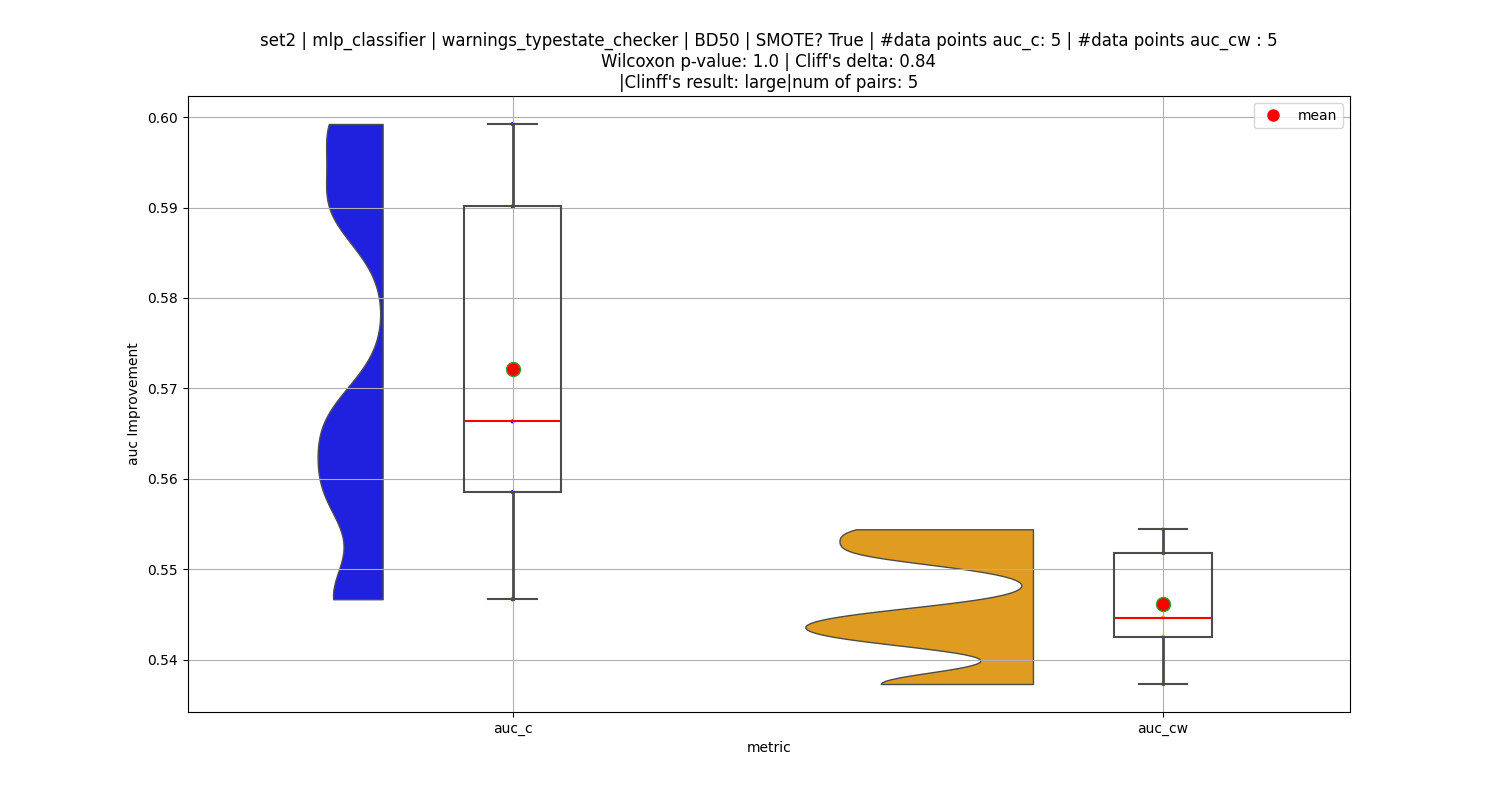 set2 | mlp_classifier | warnings_typestate_checker | BD50 | SMOTE? True | #data points auc_c: 5 | #data points auc_cw : 5
Wilcoxon p-value: 1.0 | Cliff's delta: 0.84
|Clinff's result: large|num of pairs: 5
mean
0.60
0.59
0.58
0.57
0.56
0.55
0.54
auc Improvement
auc_c
auc_cw
metric